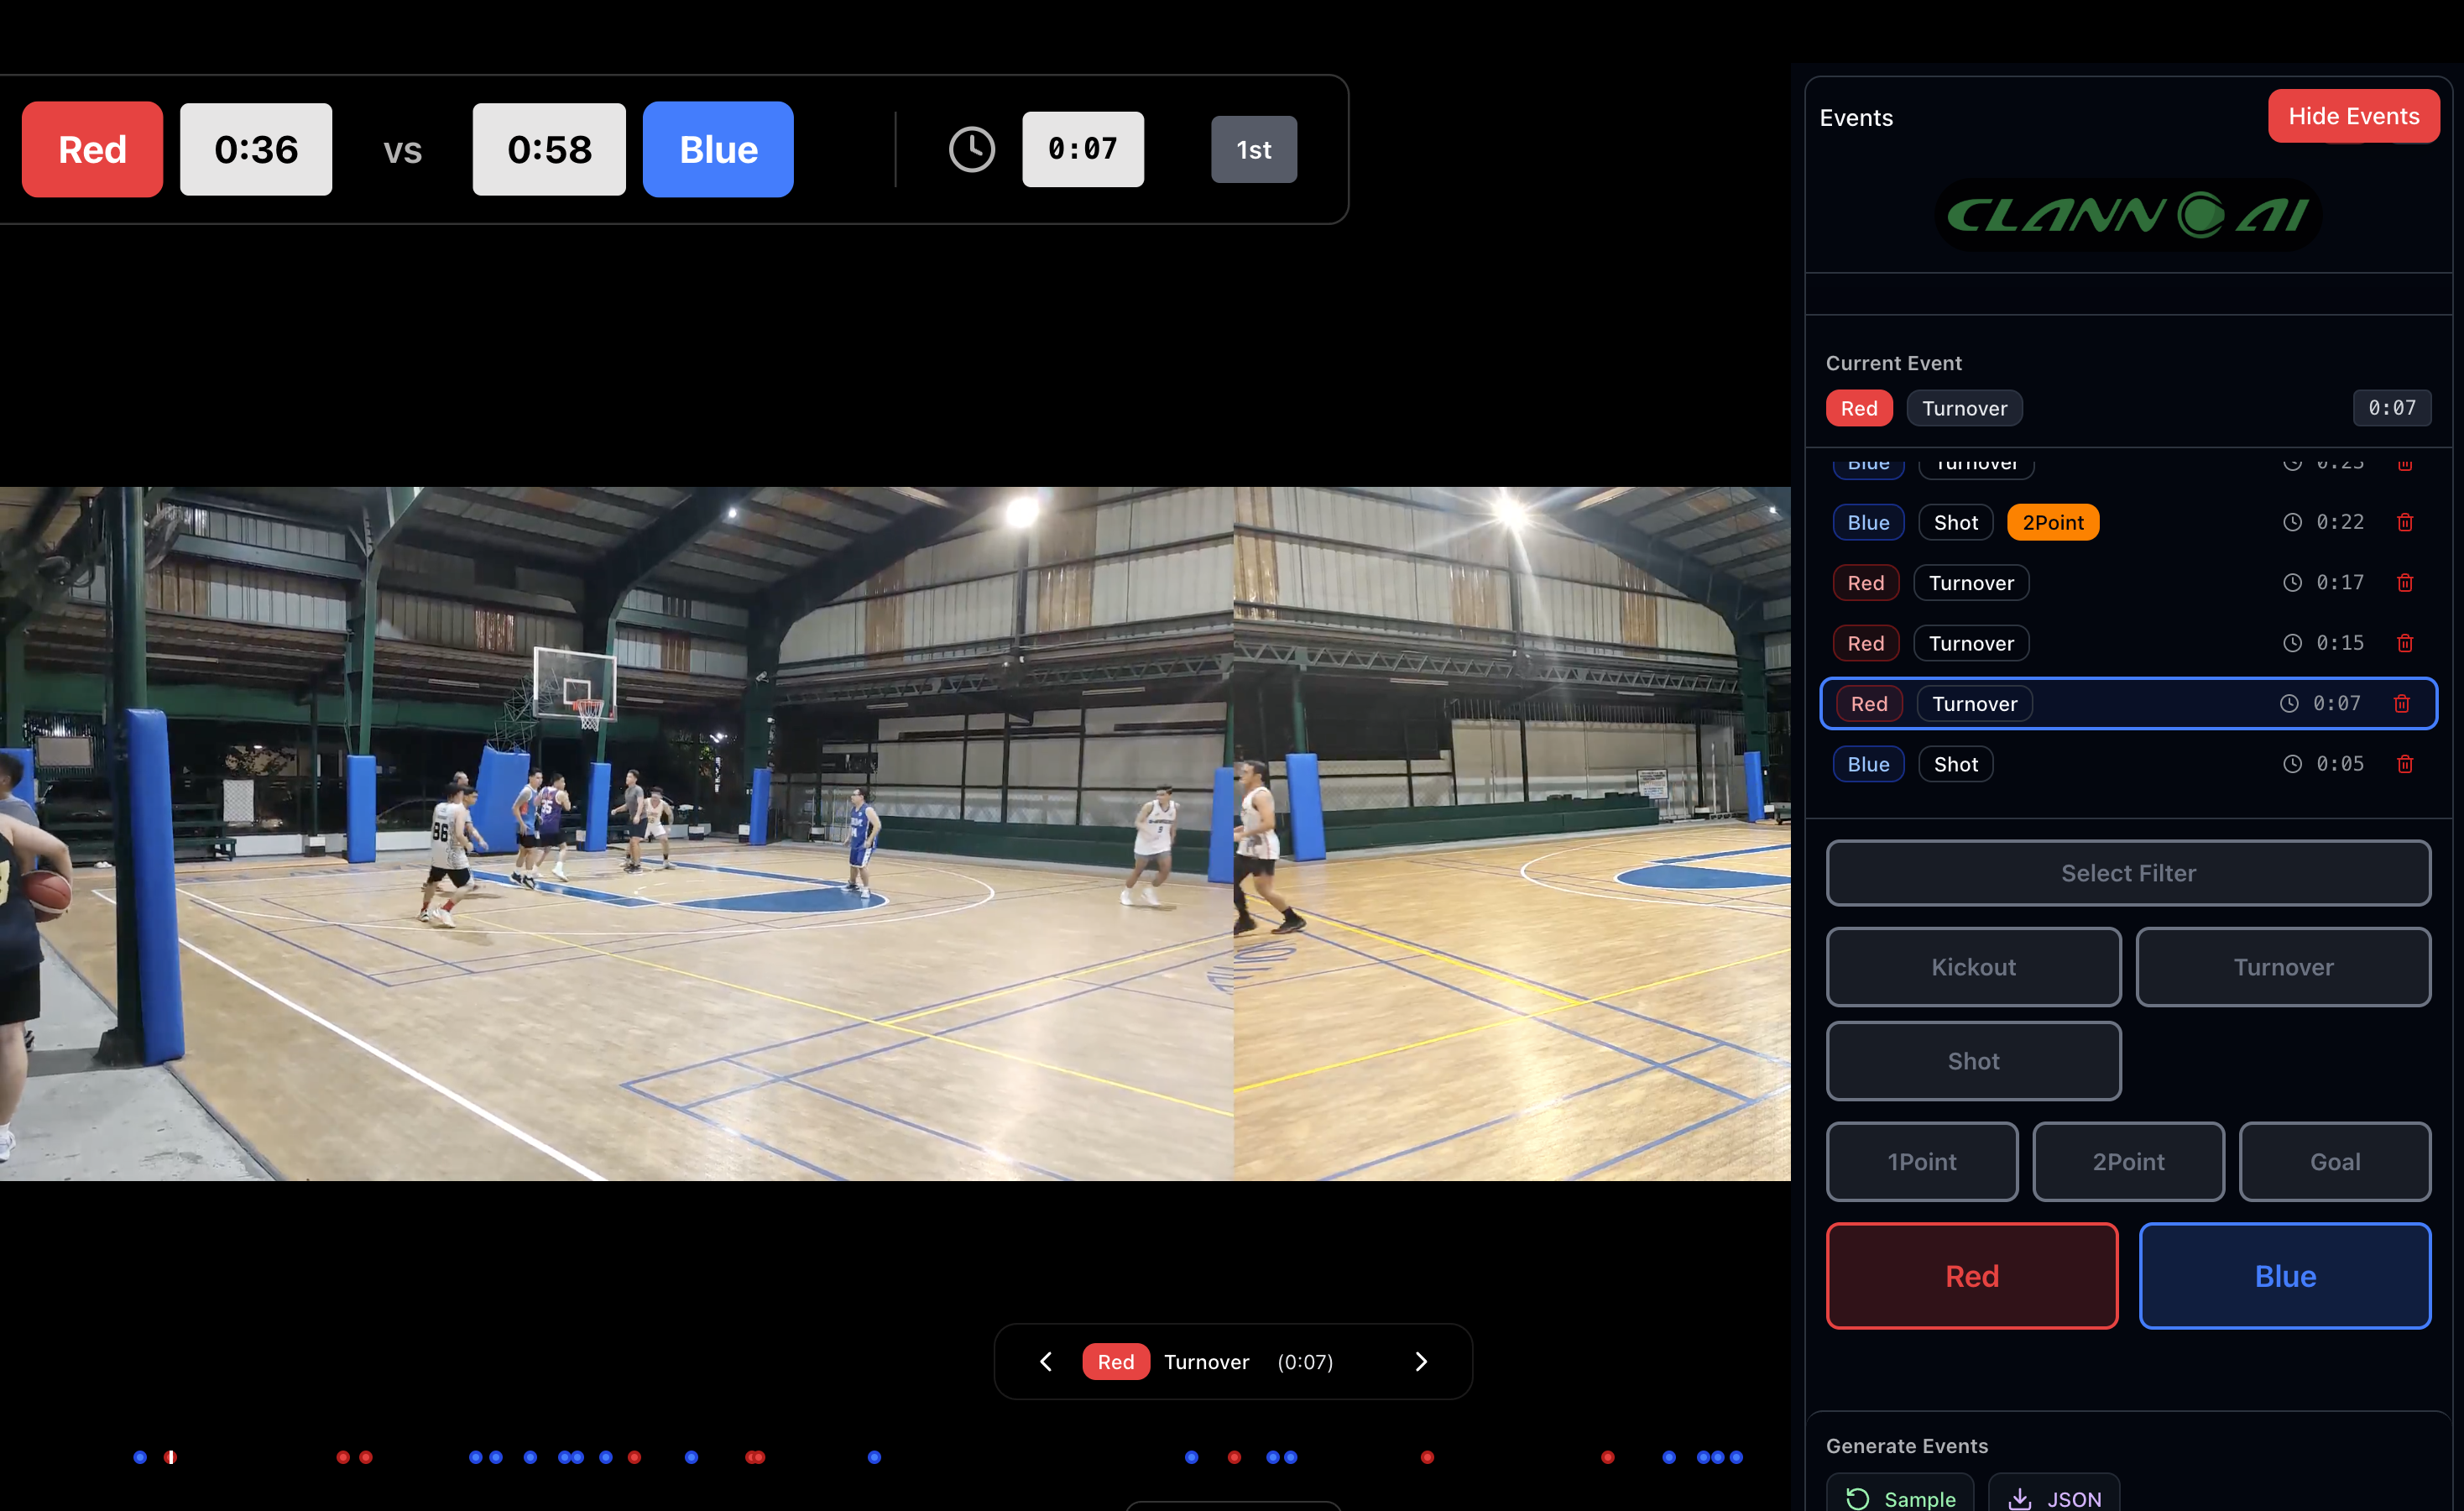 Red 0:36 vs 0:58 Blue 0:07 1st
Events Hide Events
CLANN AI
Current Event
Red Turnover 0:07
Blue Turnover 0:23
Blue Shot 2Point 0:22
Red Turnover 0:17
Red Turnover 0:15
Red Turnover 0:07
Blue Shot 0:05
86
35
9
Select Filter
Kickout Turnover
Shot
1Point 2Point Goal
Red Blue
Red Turnover (0:07)
Generate Events
Sample JSON